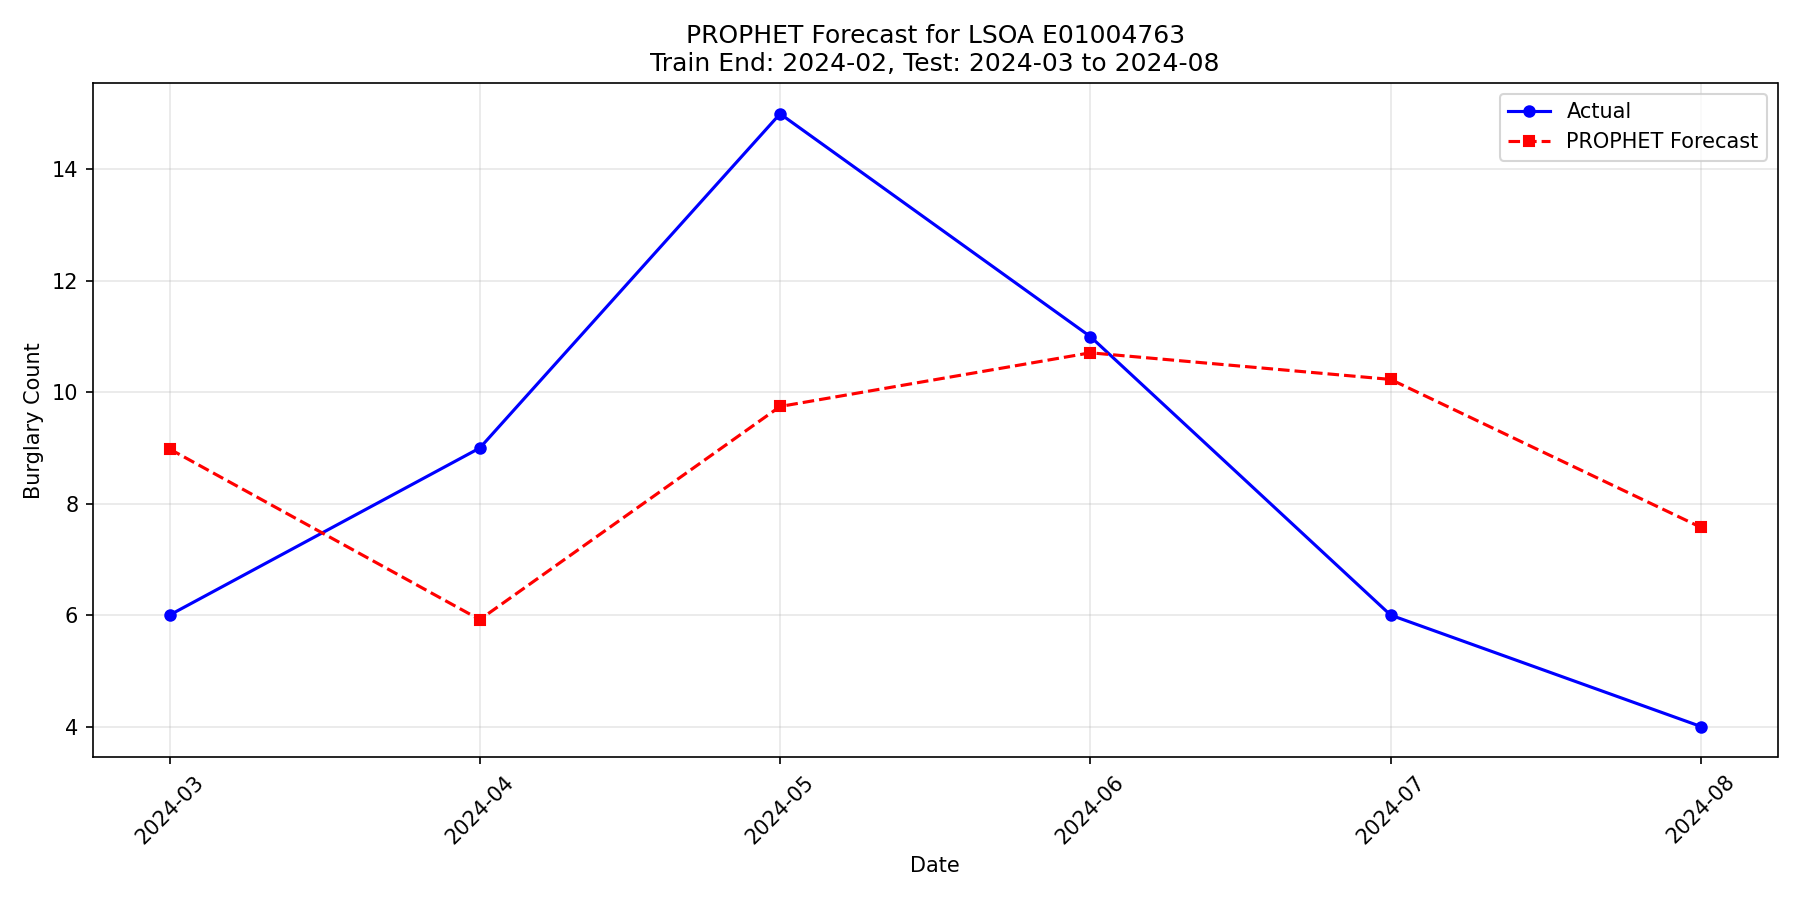 PROPHET Forecast for LSOA E01004763
Train End: 2024-02, Test: 2024-03 to 2024-08
Actual
PROPHET Forecast
Burglary Count
14
12
10
8
6
4
2024-03
2024-04
2024-05
2024-06
2024-07
2024-08
Date